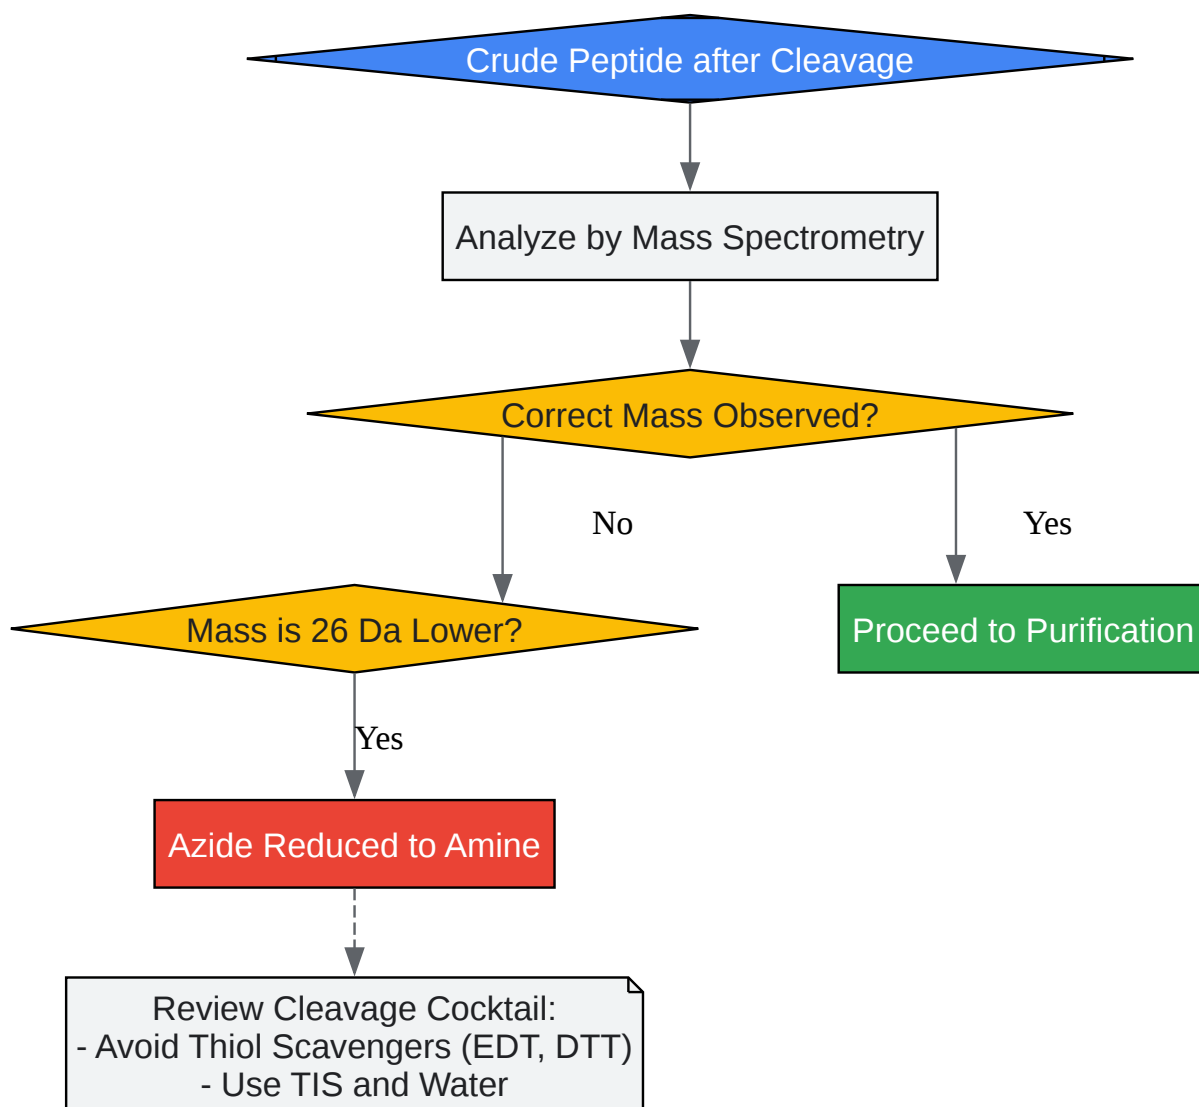 Crude Peptide after Cleavage
Analyze by Mass Spectrometry
Correct Mass Observed?
No
Yes
Mass is 26 Da Lower?
Proceed to Purification
Yes
Azide Reduced to Amine
Review Cleavage Cocktail:
- Avoid Thiol Scavengers (EDT, DTT)
- Use TIS and Water